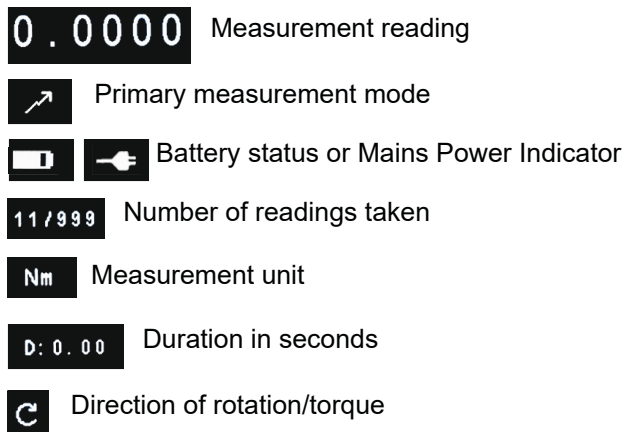 0.0000 Measurement reading
Primary measurement mode
Battery status or Mains Power Indicator
11/999 Number of readings taken
Nm Measurement unit
D:0.00 Duration in seconds
Direction of rotation/torque